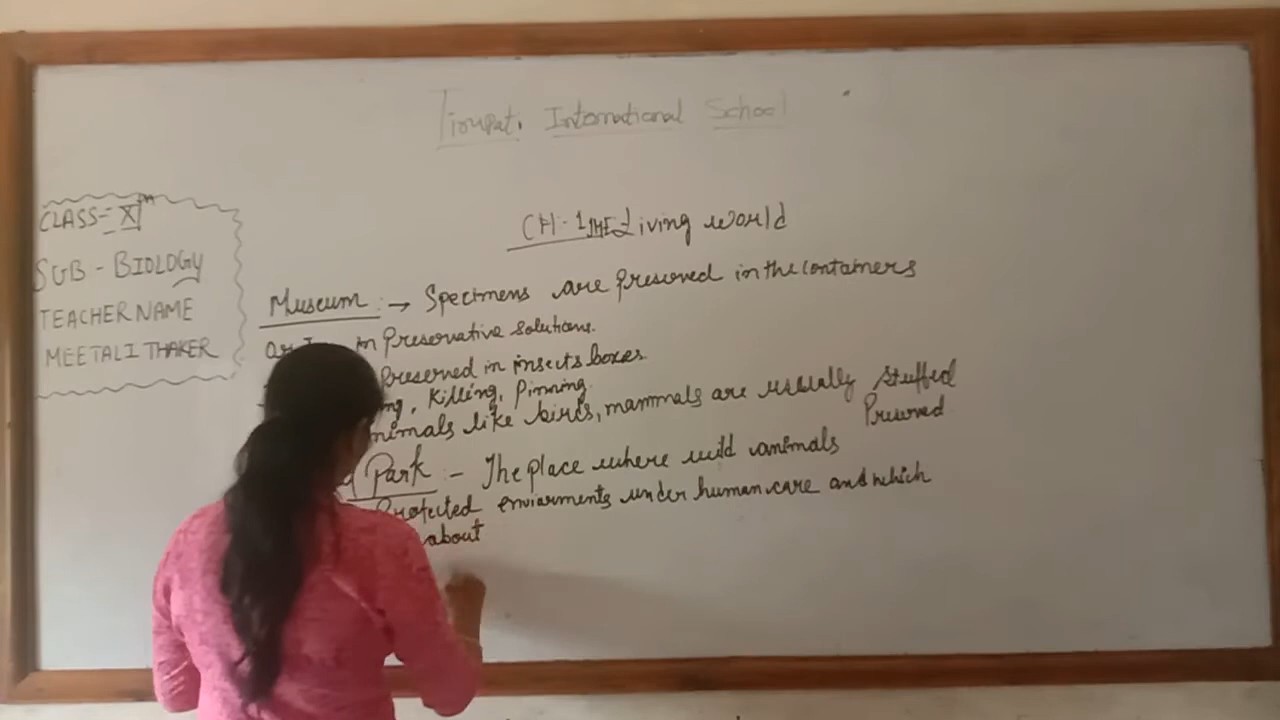 Tirupati International School
CLASS- XI
SUB - BIOLOGY
TEACHER NAME
MEETALI THAKER
CH - 1 THE Living world
Museum :→ Specimens are Preserved in the containers
in Preservative solutions.
Preserved in insects boxes
Killing, Pinning
like birds, mammals are usually stuffed
Preserved
Park :- The place where wild animals
Protected enviarments under human care and which
about